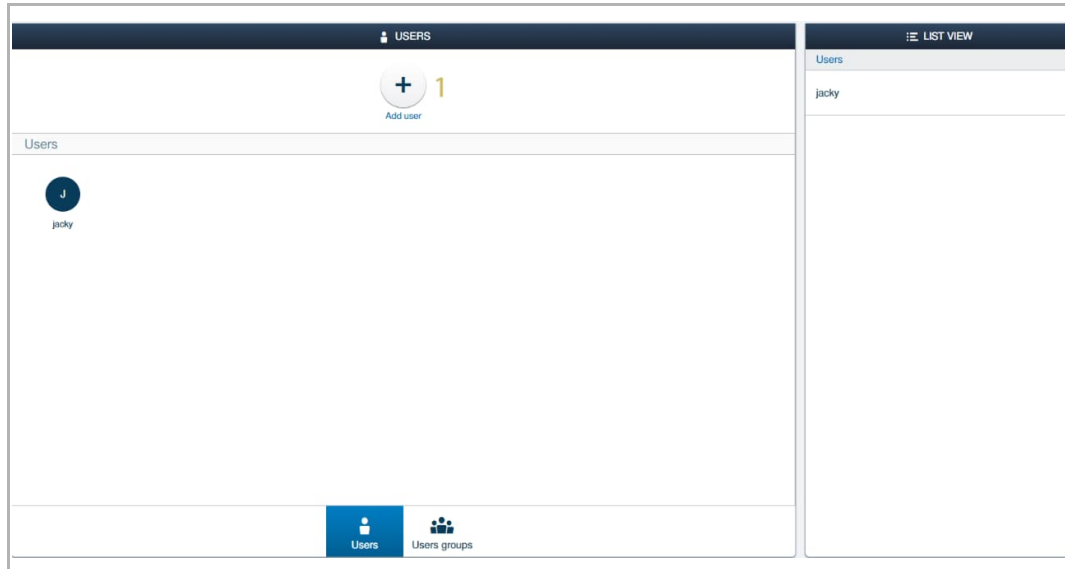 USERS
+ 1
Add user
Users
J
jacky
Users
Users groups
LIST VIEW
Users
jacky